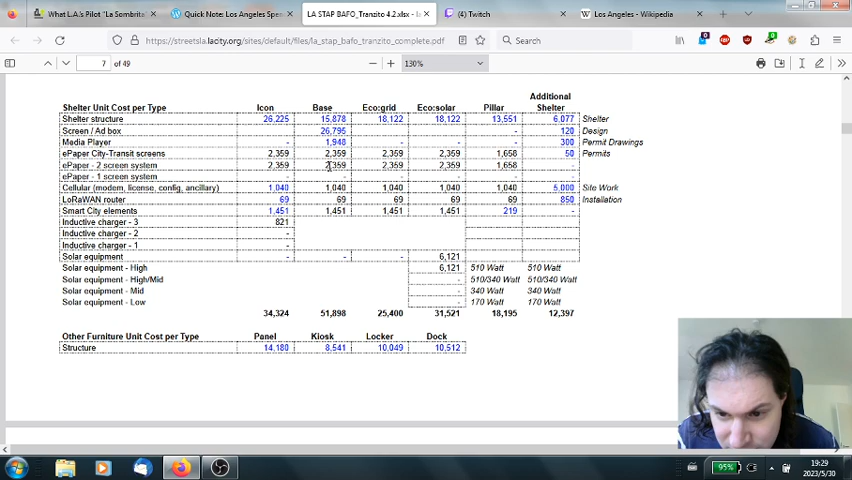 What L.A.'s Pilot "La Sombrita"
Quick Note: Los Angeles Spe
LA STAP BAFO_Tranzito 4.2.xlsx - l
(4) Twitch
Los Angeles - Wikipedia
https://streetsla.lacity.org/sites/default/files/la_stap_bafo_tranzito_complete.pdf
Search
7 of 49
130%
Shelter Unit Cost per Type Icon Base Eco:grid Eco:solar Pillar Additional Shelter
Shelter structure 26,225 15,878 18,122 18,122 13,551 6,077 Shelter
Screen / Ad box 26,795 - - - 120 Design
Media Player - 1,948 - - - 300 Permit Drawings
ePaper City-Transit screens 2,359 2,359 2,359 2,359 1,658 50 Permits
ePaper - 2 screen system 2,359 2,359 2,359 2,359 1,658 -
ePaper - 1 screen system - - - - - -
Cellular (modem, license, config, ancillary) 1,040 1,040 1,040 1,040 1,040 5,000 Site Work
LoRaWAN router 69 69 69 69 69 850 Installation
Smart City elements 1,451 1,451 1,451 1,451 219 -
Inductive charger - 3 821
Inductive charger - 2 -
Inductive charger - 1 -
Solar equipment - - - 6,121
Solar equipment - High 6,121 510 Watt 510 Watt
Solar equipment - High/Mid - 510/340 Watt 510/340 Watt
Solar equipment - Mid - 340 Watt 340 Watt
Solar equipment - Low - 170 Watt 170 Watt
34,324 51,898 25,400 31,521 18,195 12,397
Other Furniture Unit Cost per Type Panel Kiosk Locker Dock
Structure 14,180 8,541 10,049 10,512
95%
19:29
2023/5/30